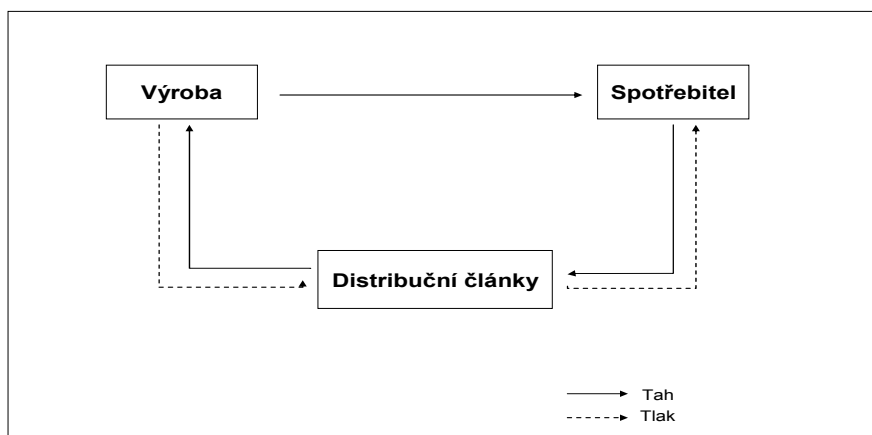 Výroba
Spotřebitel
Distribuční články
Tah
Tlak